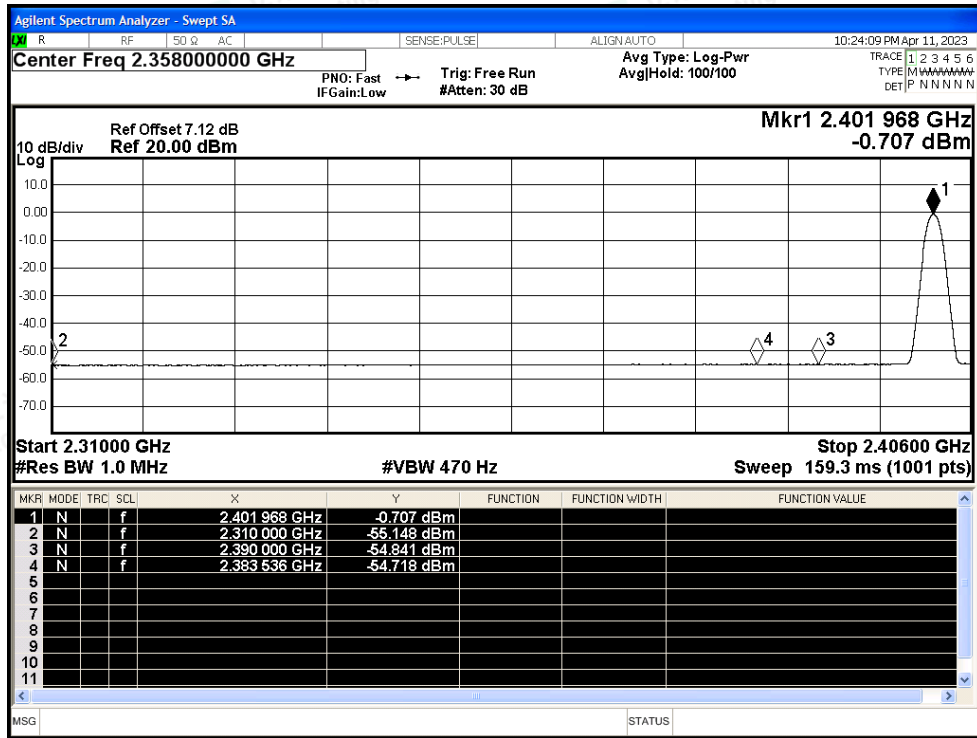 Agilent Spectrum Analyzer - Swept SA
LXI R RF 50 Ω AC SENSE:PULSE ALIGN AUTO 10:24:09 PM Apr 11, 2023
Center Freq 2.358000000 GHz
PNO: Fast Trig: Free Run Avg Type: Log-Pwr TRACE 1 2 3 4 5 6
IFGain:Low #Atten: 30 dB Avg|Hold: 100/100 TYPE M
DET P N N N N N
Ref Offset 7.12 dB Mkr1 2.401 968 GHz
10 dB/div Ref 20.00 dBm -0.707 dBm
Log
10.0
1
0.00
-10.0
-20.0
-30.0
-40.0
2 4 3
-50.0
-60.0
-70.0
Start 2.31000 GHz Stop 2.40600 GHz
#Res BW 1.0 MHz #VBW 470 Hz Sweep 159.3 ms (1001 pts)
MKR MODE TRC SCL X Y FUNCTION FUNCTION WIDTH FUNCTION VALUE
1 N f 2.401 968 GHz -0.707 dBm
2 N f 2.310 000 GHz -55.148 dBm
3 N f 2.390 000 GHz -54.841 dBm
4 N f 2.383 536 GHz -54.718 dBm
5
6
7
8
9
10
11
MSG STATUS